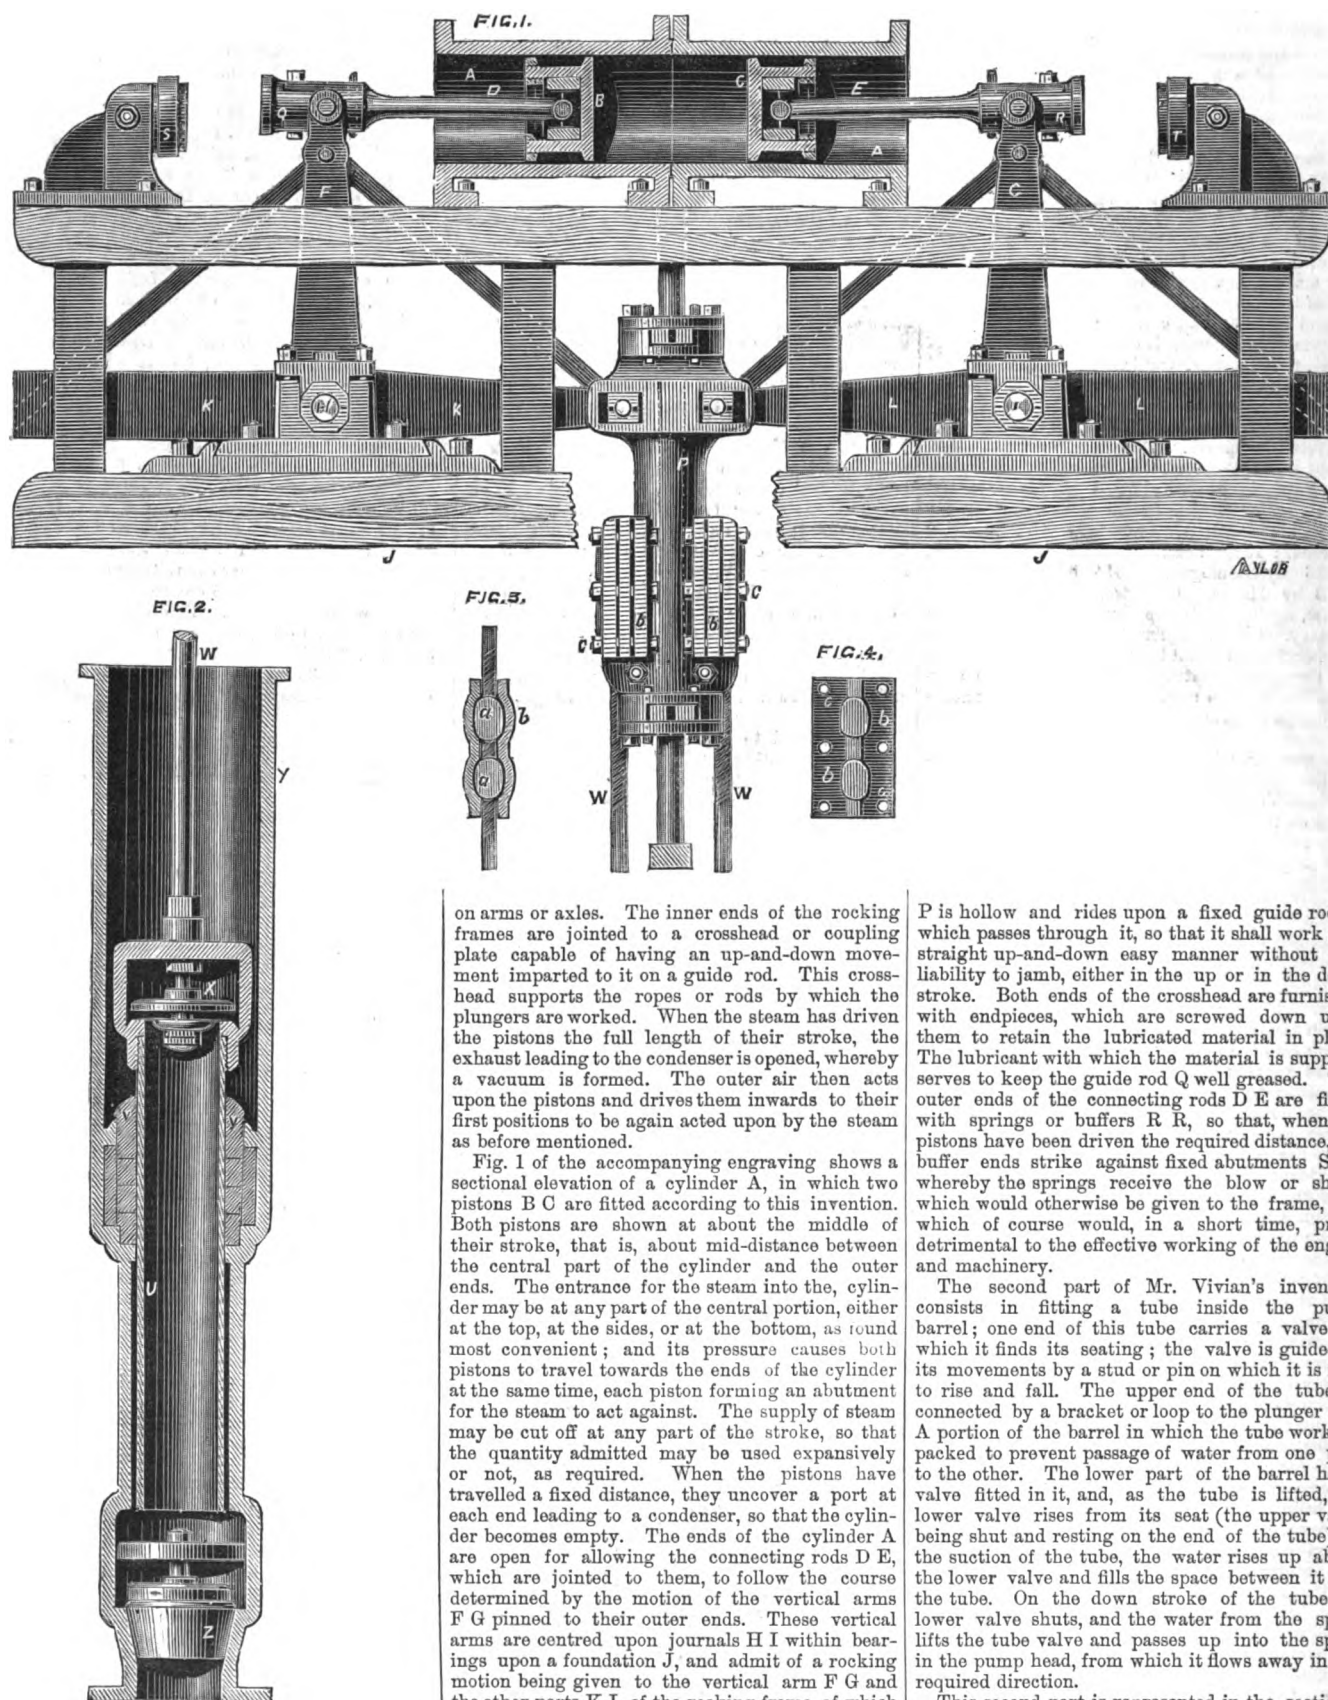 FIG. 1.
A
D
B
C
E
A
Q
R
S
T
F
G
K
K
L
L
P
J
J
TAYLOR
FIG. 2.
FIG. 3.
FIG. 4.
W
Y
a
b
a
C
C
b
b
W
W
c
b
b
X
Y
U
Z
on arms or axles. The inner ends of the rocking
frames are jointed to a crosshead or coupling
plate capable of having an up-and-down move-
ment imparted to it on a guide rod. This cross-
head supports the ropes or rods by which the
plungers are worked. When the steam has driven
the pistons the full length of their stroke, the
exhaust leading to the condenser is opened, whereby
a vacuum is formed. The outer air then acts
upon the pistons and drives them inwards to their
first positions to be again acted upon by the steam
as before mentioned.
Fig. 1 of the accompanying engraving shows a
sectional elevation of a cylinder A, in which two
pistons B C are fitted according to this invention.
Both pistons are shown at about the middle of
their stroke, that is, about mid-distance between
the central part of the cylinder and the outer
ends. The entrance for the steam into the, cylin-
der may be at any part of the central portion, either
at the top, at the sides, or at the bottom, as found
most convenient; and its pressure causes both
pistons to travel towards the ends of the cylinder
at the same time, each piston forming an abutment
for the steam to act against. The supply of steam
may be cut off at any part of the stroke, so that
the quantity admitted may be used expansively
or not, as required. When the pistons have
travelled a fixed distance, they uncover a port at
each end leading to a condenser, so that the cylin-
der becomes empty. The ends of the cylinder A
are open for allowing the connecting rods D E,
which are jointed to them, to follow the course
determined by the motion of the vertical arms
F G pinned to their outer ends. These vertical
arms are centred upon journals H I within bear-
ings upon a foundation J, and admit of a rocking
motion being given to the vertical arm F G and
the other parts K L of the rocking frame, of which
P is hollow and rides upon a fixed guide ro
which passes through it, so that it shall work
straight up-and-down easy manner without
liability to jamb, either in the up or in the d
stroke. Both ends of the crosshead are furnis
with endpieces, which are screwed down u
them to retain the lubricated material in pl
The lubricant with which the material is supp
serves to keep the guide rod Q well greased.
outer ends of the connecting rods D E are fi
with springs or buffers R R, so that, when
pistons have been driven the required distance,
buffer ends strike against fixed abutments S
whereby the springs receive the blow or sh
which would otherwise be given to the frame,
which of course would, in a short time, pr
detrimental to the effective working of the eng
and machinery.
The second part of Mr. Vivian's inven
consists in fitting a tube inside the pu
barrel; one end of this tube carries a valve
which it finds its seating; the valve is guide
its movements by a stud or pin on which it is
to rise and fall. The upper end of the tube
connected by a bracket or loop to the plunger
A portion of the barrel in which the tube work
packed to prevent passage of water from one
to the other. The lower part of the barrel h
valve fitted in it, and, as the tube is lifted,
lower valve rises from its seat (the upper v
being shut and resting on the end of the tube
the suction of the tube, the water rises up ab
the lower valve and fills the space between it
the tube. On the down stroke of the tube
lower valve shuts, and the water from the sp
lifts the tube valve and passes up into the sp
in the pump head, from which it flows away in
required direction.